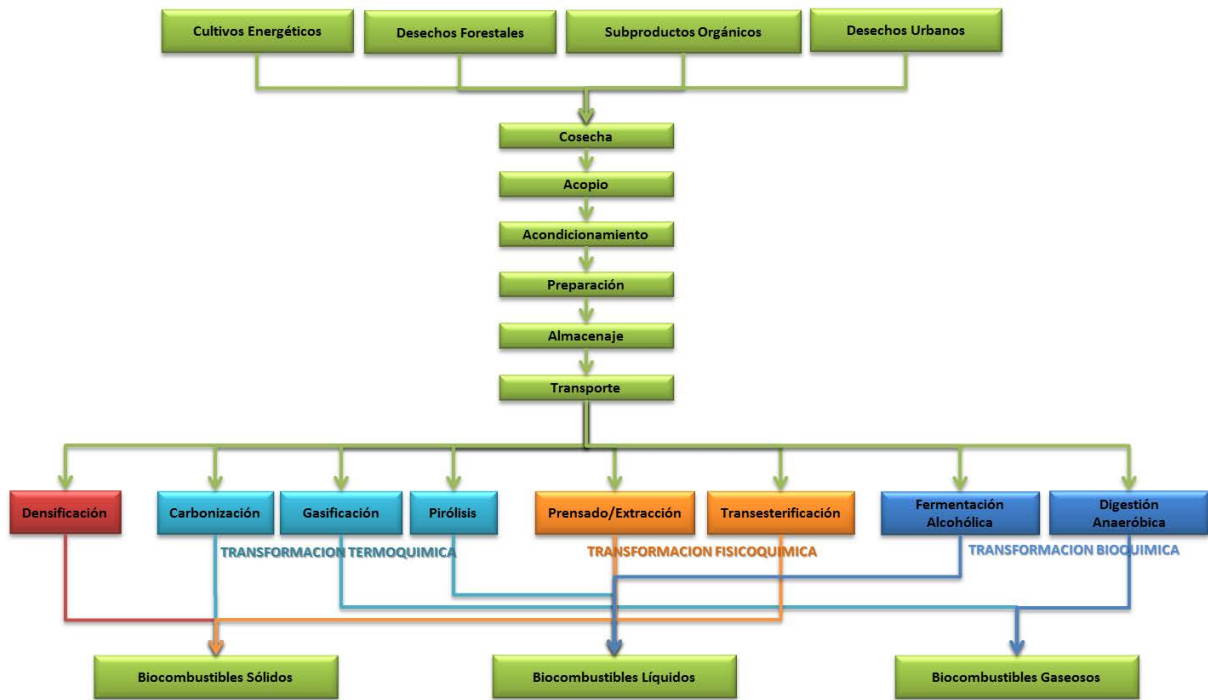 Cultivos Energéticos
Desechos Forestales
Subproductos Orgánicos
Desechos Urbanos
Cosecha
Acopio
Acondicionamiento
Preparación
Almacenaje
Transporte
Densificación
Carbonización
Gasificación
Pirólisis
Prensado/Extracción
Transesterificación
Fermentación
Alcohólica
Digestión
Anaeróbica
TRANSFORMACION TERMOQUIMICA
TRANSFORMACION FISICOQUIMICA
TRANSFORMACION BIOQUIMICA
Biocombustibles Sólidos
Biocombustibles Líquidos
Biocombustibles Gaseosos